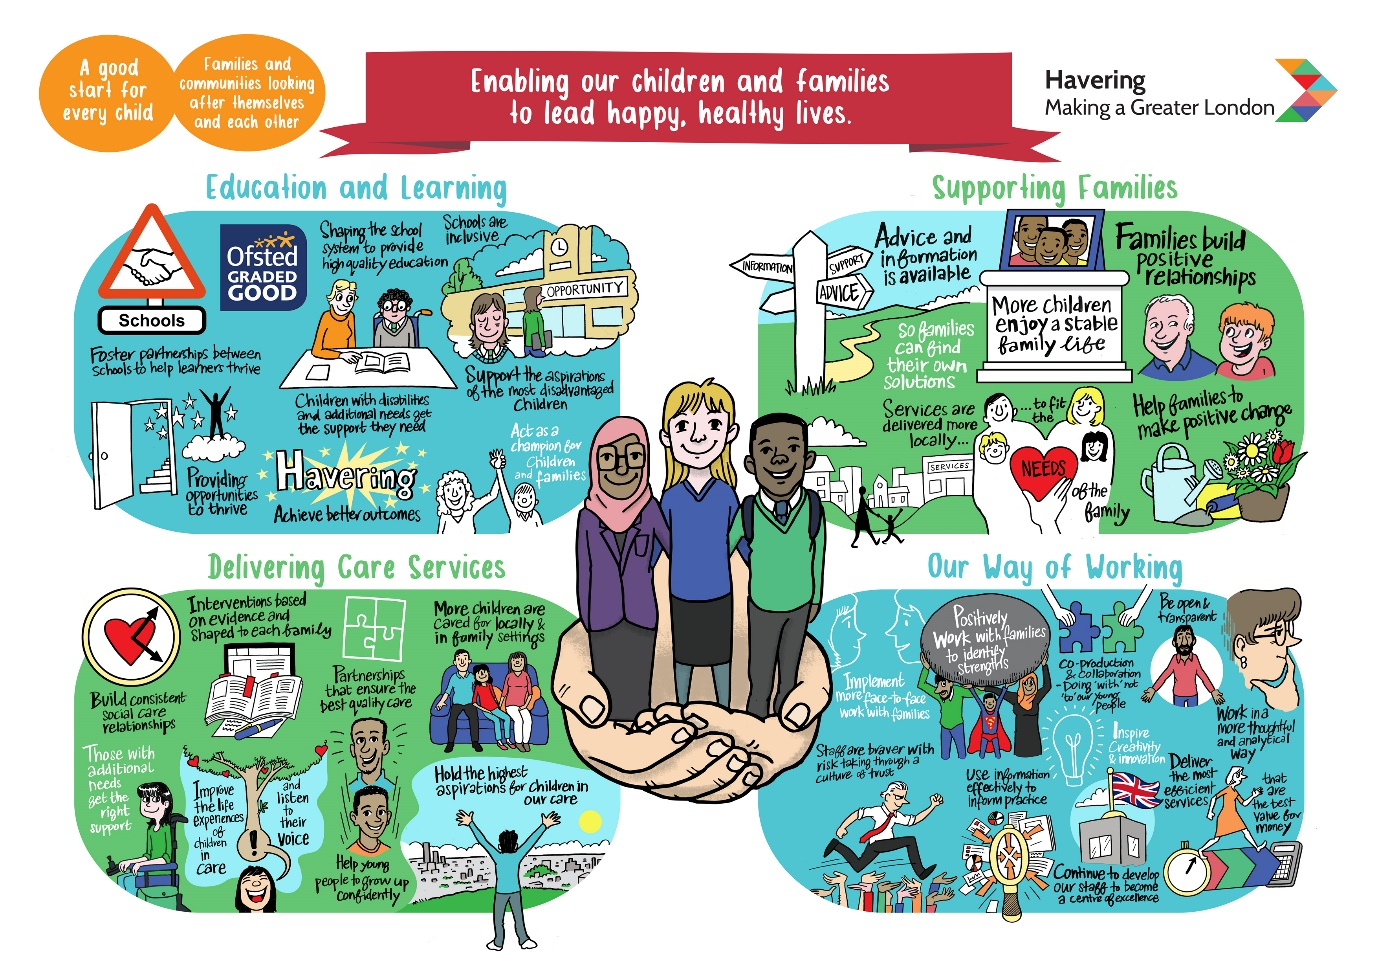 A good
start for
every child
Families and
communities looking
after themselves
and each other
Enabling our children and families
to lead happy, healthy lives.
Havering
Making a Greater London
Education and Learning
Schools
Ofsted
GRADED
GOOD
Shaping the school
system to provide
high quality education
Schools are
inclusive
OPPORTUNITY
Foster partnerships between
Schools to help learners thrive
Children with disabilites
and additional needs get
the support they need
Support the aspirations
of the most disadvantaged
Children
Providing
opportunities
to thrive
Havering
Achieve better outcomes
Act as a
champion for
Children
and families
Supporting Families
INFORMATION
SUPPORT
ADVICE
Advice and
information
is available
So families
can find
their own
solutions
More children
enjoy a stable
family life
Families build
positive
relationships
Services are
delivered more
locally...
SERVICES
...to fit
the
NEEDS
of the
family
Help families to
make positive change
Delivering Care Services
Interventions based
on evidence and
Shaped to each family
Build consistent
social care
relationships
Partnerships
that ensure the
best quality care
More children are
cared for locally &
in family settings
Those with
additional
needs
get the
right
support
Improve
the life
experiences
of
children
in
care
and
listen
to
their
voice
!
Help young
people to grow up
confidently
Hold the highest
aspirations for children in
our care
Our Way of Working
Implement
more face-to-face
work with families
Positively
Work with families
to identify
strengths
S
Co-production
& Collaboration
- Doing 'with' not
'to' our young
people
Be open &
transparent
Work in a
more thoughtful
and analytical
way
Staff are braver with
risk taking through a
culture of trust
Use information
effectively to
inform practice
Inspire
Creativity
& innovation
Deliver
the most
efficient
services
that
are
the best
value for
money
Continue to develop
our staff to become
a centre of excellence